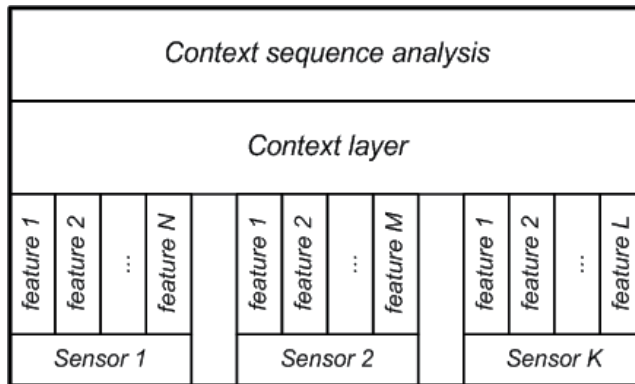 Context sequence analysis
Context layer
feature 1
feature 2
...
feature N
feature 1
feature 2
...
feature M
feature 1
feature 2
...
feature L
Sensor 1
Sensor 2
Sensor K